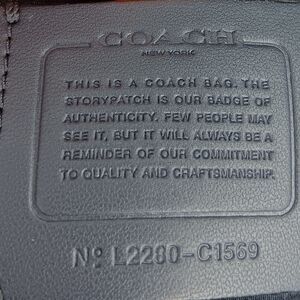 COACH
NEW YORK
THIS IS A COACH BAG. THE
STORYPATCH IS OUR BADGE OF
AUTHENTICITY. FEW PEOPLE MAY
SEE IT, BUT IT WILL ALWAYS BE A
REMINDER OF OUR COMMITMENT
TO QUALITY AND CRAFTSMANSHIP.
Nº L2280-C1569